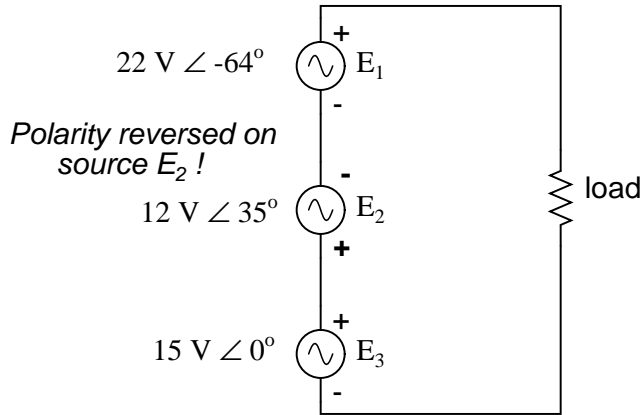 +
22 V ∠ -64° E₁
-
Polarity reversed on
source E₂ !
-
12 V ∠ 35° E₂
load
+
+
15 V ∠ 0° E₃
-